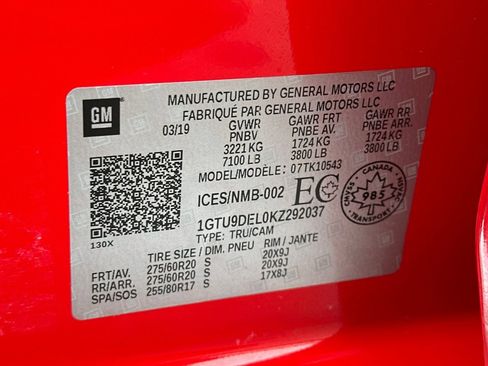 GM
MANUFACTURED BY GENERAL MOTORS LLC
FABRIQUÉ PAR GENERAL MOTORS LLC
03/19 GVWR GAWR FRT GAWR RR
PNBV PNBE AV. PNBE ARR.
3221 KG 1724 KG 1724 KG
7100 LB 3800 LB 3800 LB
MODEL/MODÈLE: 07TK10543
ICES/NMB-002 EC
CANADA
985
1GTU9DEL0KZ292037
TYPE: TRU/CAM
130X
TIRE SIZE / DIM. PNEU RIM / JANTE
FRT/AV. 275/60R20 S 20X9J
RR/ARR. 275/60R20 S 20X9J
SPA/SOS 255/80R17 S 17X8J